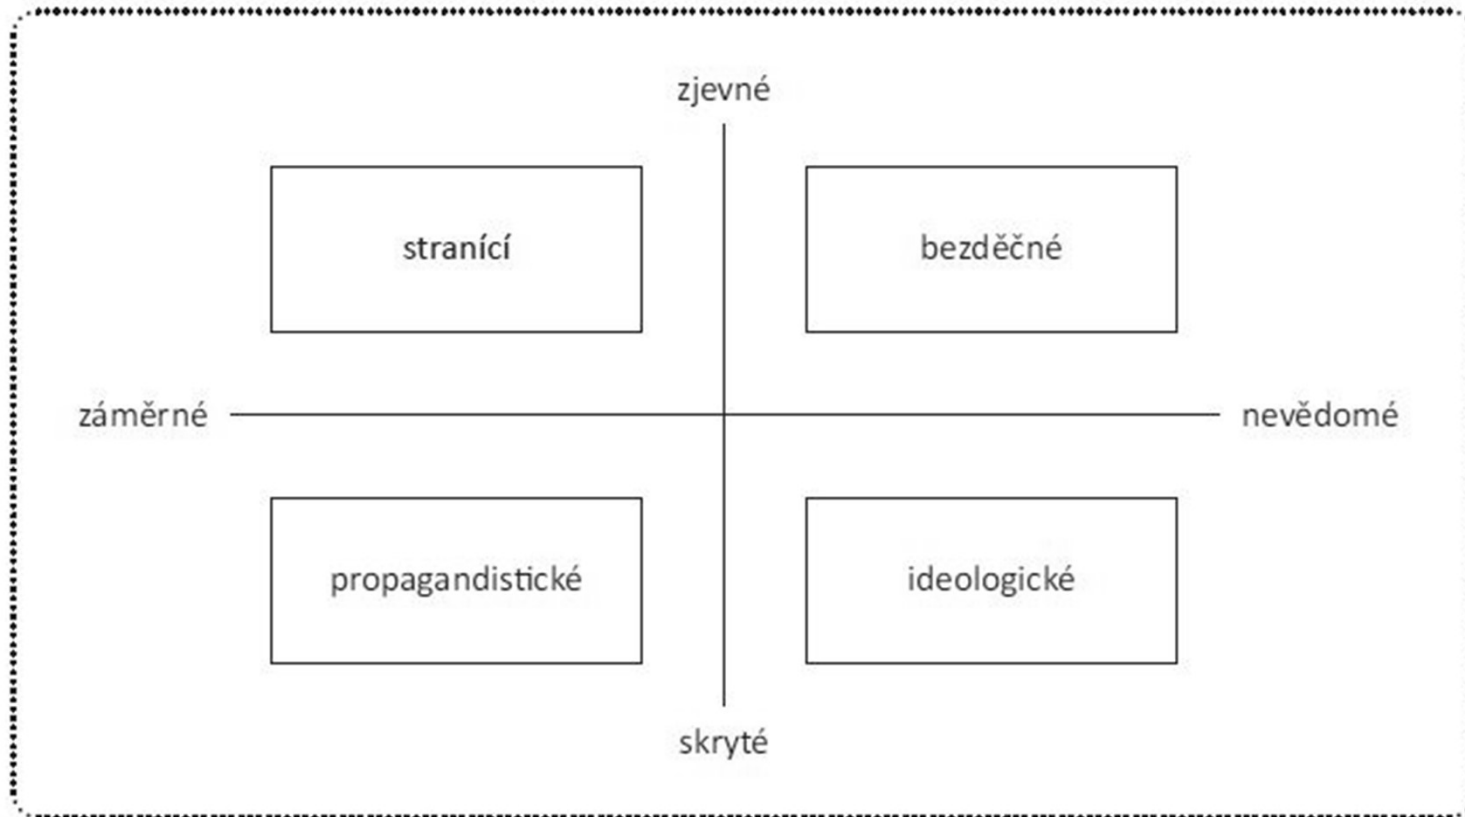 zjevné
stranící
bezděčné
záměrné
nevědomé
propagandistické
ideologické
skryté